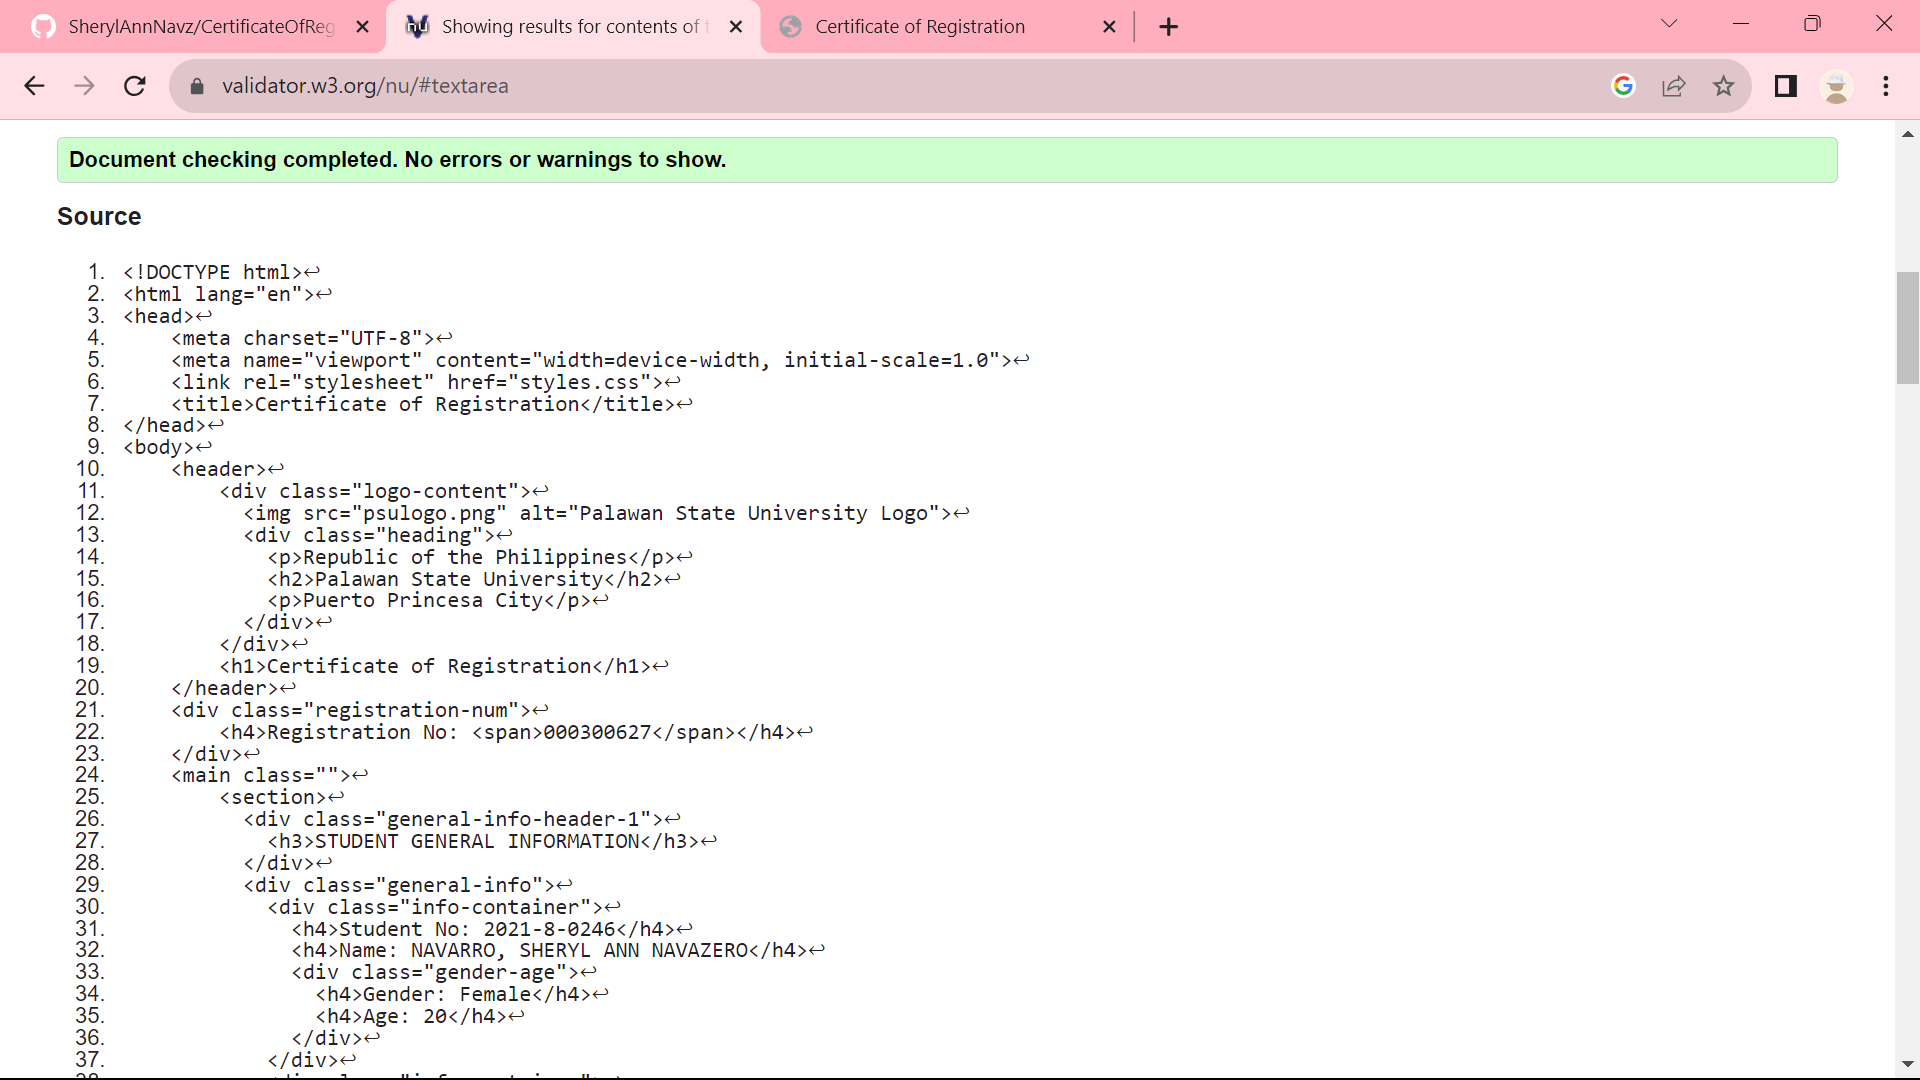 SherylAnnNavz/CertificateOfReg
Showing results for contents of t
Certificate of Registration
validator.w3.org/nu/#textarea
Document checking completed. No errors or warnings to show.
Source
1. <!DOCTYPE html>↩
2. <html lang="en">↩
3. <head>↩
4. <meta charset="UTF-8">↩
5. <meta name="viewport" content="width=device-width, initial-scale=1.0">↩
6. <link rel="stylesheet" href="styles.css">↩
7. <title>Certificate of Registration</title>↩
8. </head>↩
9. <body>↩
10. <header>↩
11. <div class="logo-content">↩
12. <img src="psulogo.png" alt="Palawan State University Logo">↩
13. <div class="heading">↩
14. <p>Republic of the Philippines</p>↩
15. <h2>Palawan State University</h2>↩
16. <p>Puerto Princesa City</p>↩
17. </div>↩
18. </div>↩
19. <h1>Certificate of Registration</h1>↩
20. </header>↩
21. <div class="registration-num">↩
22. <h4>Registration No: <span>000300627</span></h4>↩
23. </div>↩
24. <main class="">↩
25. <section>↩
26. <div class="general-info-header-1">↩
27. <h3>STUDENT GENERAL INFORMATION</h3>↩
28. </div>↩
29. <div class="general-info">↩
30. <div class="info-container">↩
31. <h4>Student No: 2021-8-0246</h4>↩
32. <h4>Name: NAVARRO, SHERYL ANN NAVAZERO</h4>↩
33. <div class="gender-age">↩
34. <h4>Gender: Female</h4>↩
35. <h4>Age: 20</h4>↩
36. </div>↩
37. </div>↩